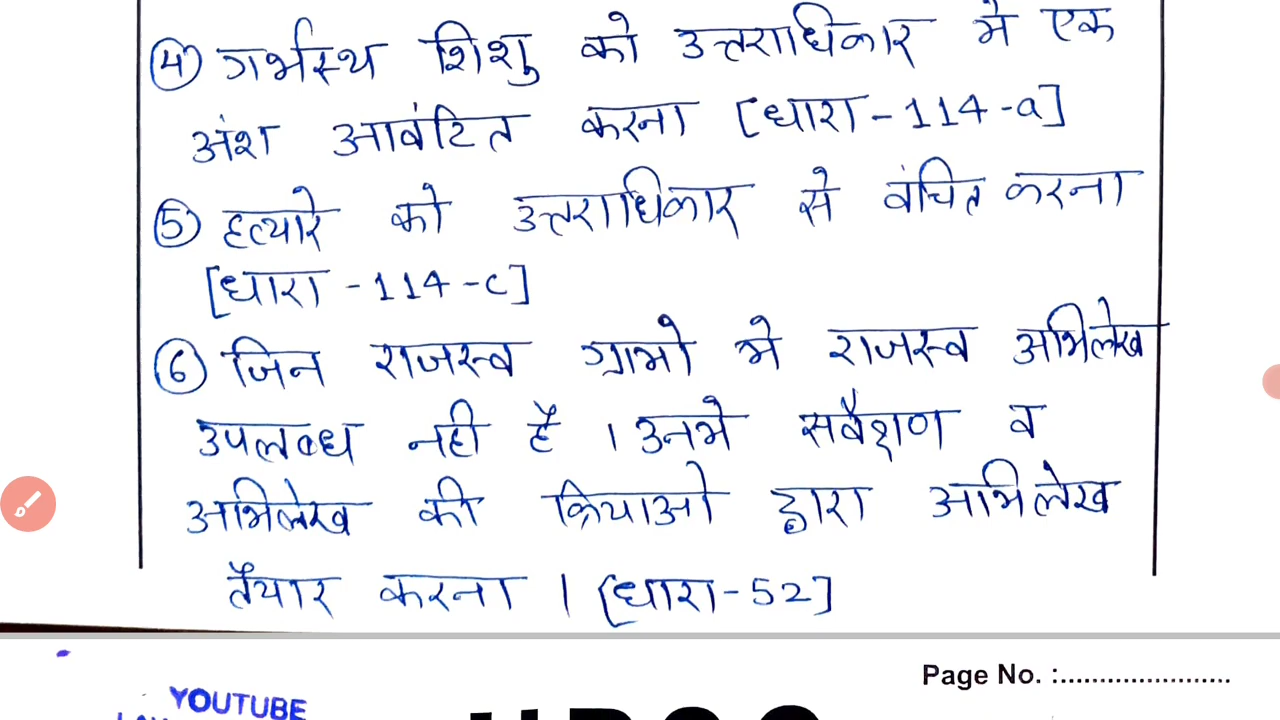 ④ गर्भस्थ शिशु को उत्तराधिकार मे एक
अंश आवंटित करना [धारा-114-a]
⑤ हत्यारे को उत्तराधिकार से वंचित करना
[धारा-114-c]
⑥ जिन राजस्व ग्रामो मे राजस्व अभिलेख
उपलब्ध नही है । उनमे सर्वेक्षण व
अभिलेख की क्रियाओ द्वारा अभिलेख
तैयार करना । [धारा-52]
Page No. :......................
YOUTUBE